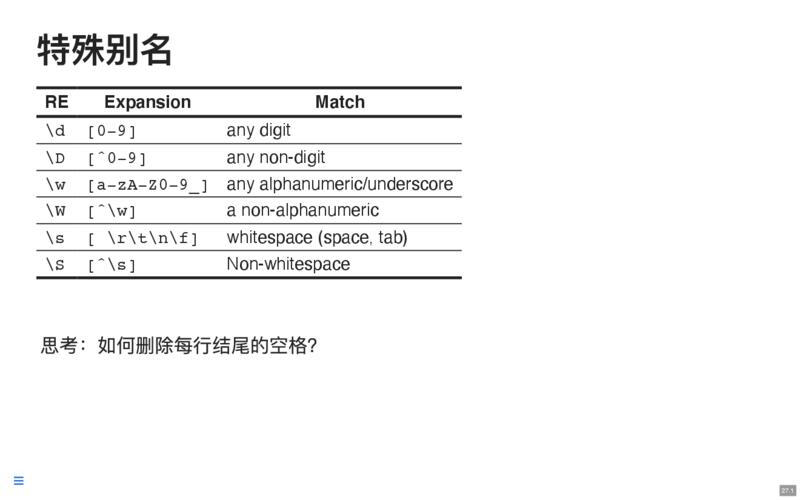 特殊别名
RE Expansion Match
\d [0-9] any digit
\D [^0-9] any non-digit
\w [a-zA-Z0-9_] any alphanumeric/underscore
\W [^\w] a non-alphanumeric
\s [ \r\t\n\f] whitespace (space, tab)
\S [^\s] Non-whitespace
思考：如何删除每行结尾的空格?
27.1